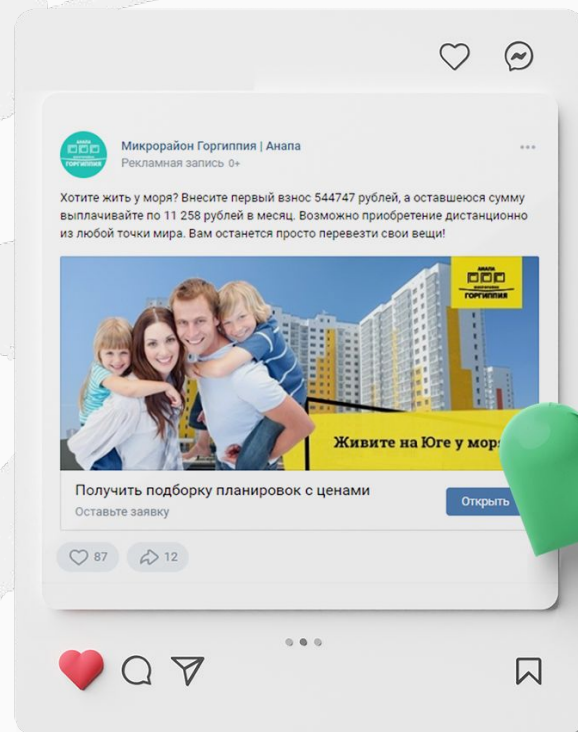 Микрорайон Горгиппия | Анапа
Рекламная запись 0+
Хотите жить у моря? Внесите первый взнос 544747 рублей, а оставшеюся сумму
выплачивайте по 11 258 рублей в месяц. Возможно приобретение дистанционно
из любой точки мира. Вам останется просто перевезти свои вещи!
АНАПА
ГОРГИППИЯ
Живите на Юге у моря
Получить подборку планировок с ценами
Оставьте заявку
Открыть
87
12